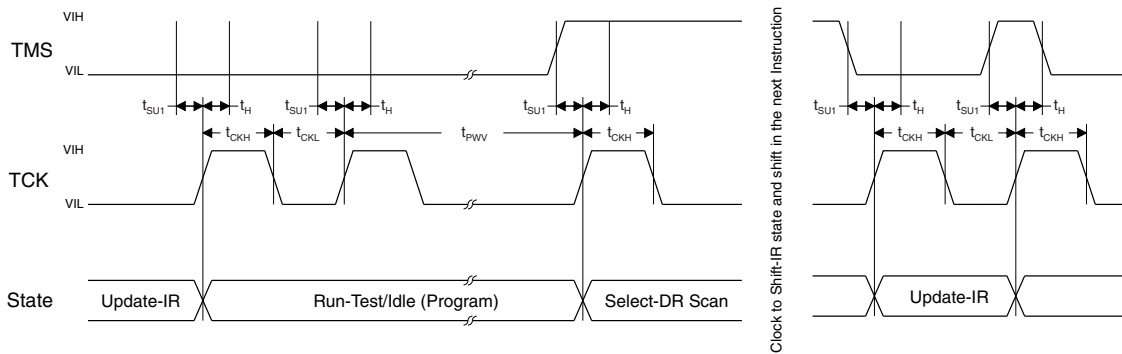 VIH
TMS
VIL
tSU1 tH tSU1 tH tSU1 tH tSU1 tH tSU1 tH
tCKH tCKL tPWV tCKH tCKH tCKL tCKH
VIH
TCK
VIL
State Update-IR Run-Test/Idle (Program) Select-DR Scan Update-IR
Clock to Shift-IR state and shift in the next Instruction